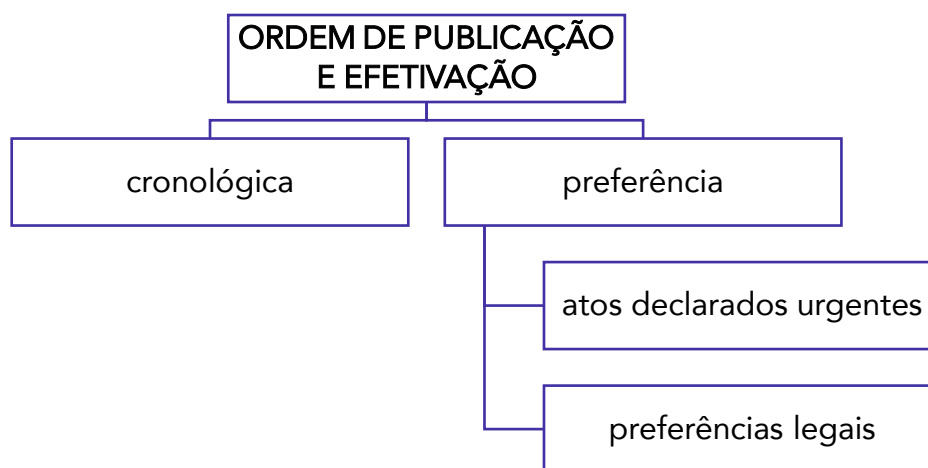 ORDEM DE PUBLICAÇÃO
E EFETIVAÇÃO
cronológica
preferência
atos declarados urgentes
preferências legais